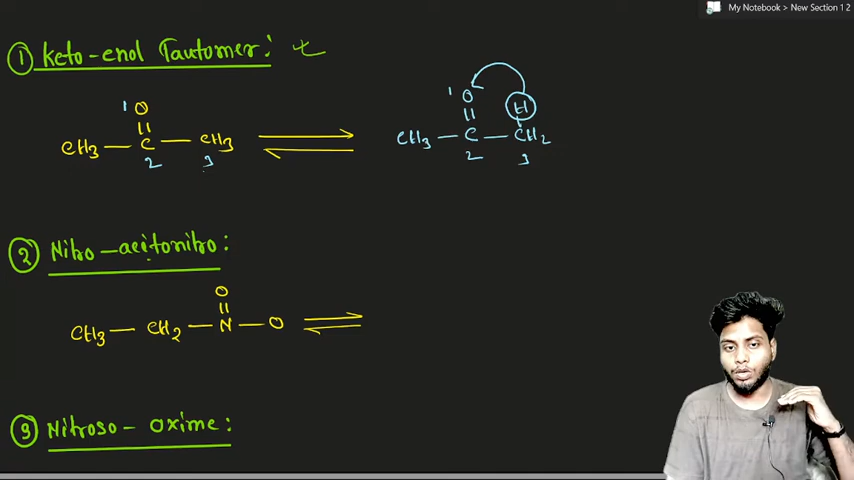 My Notebook > New Section 1 2
① Keto-enol Tautomer: t
1 O
CH3 — C — CH3
2 3
1 O H
CH3 — C — CH2
2 3
② Nitro-acitonitro:
O
CH3 — CH2 — N — O
③ Nitroso-oxime: